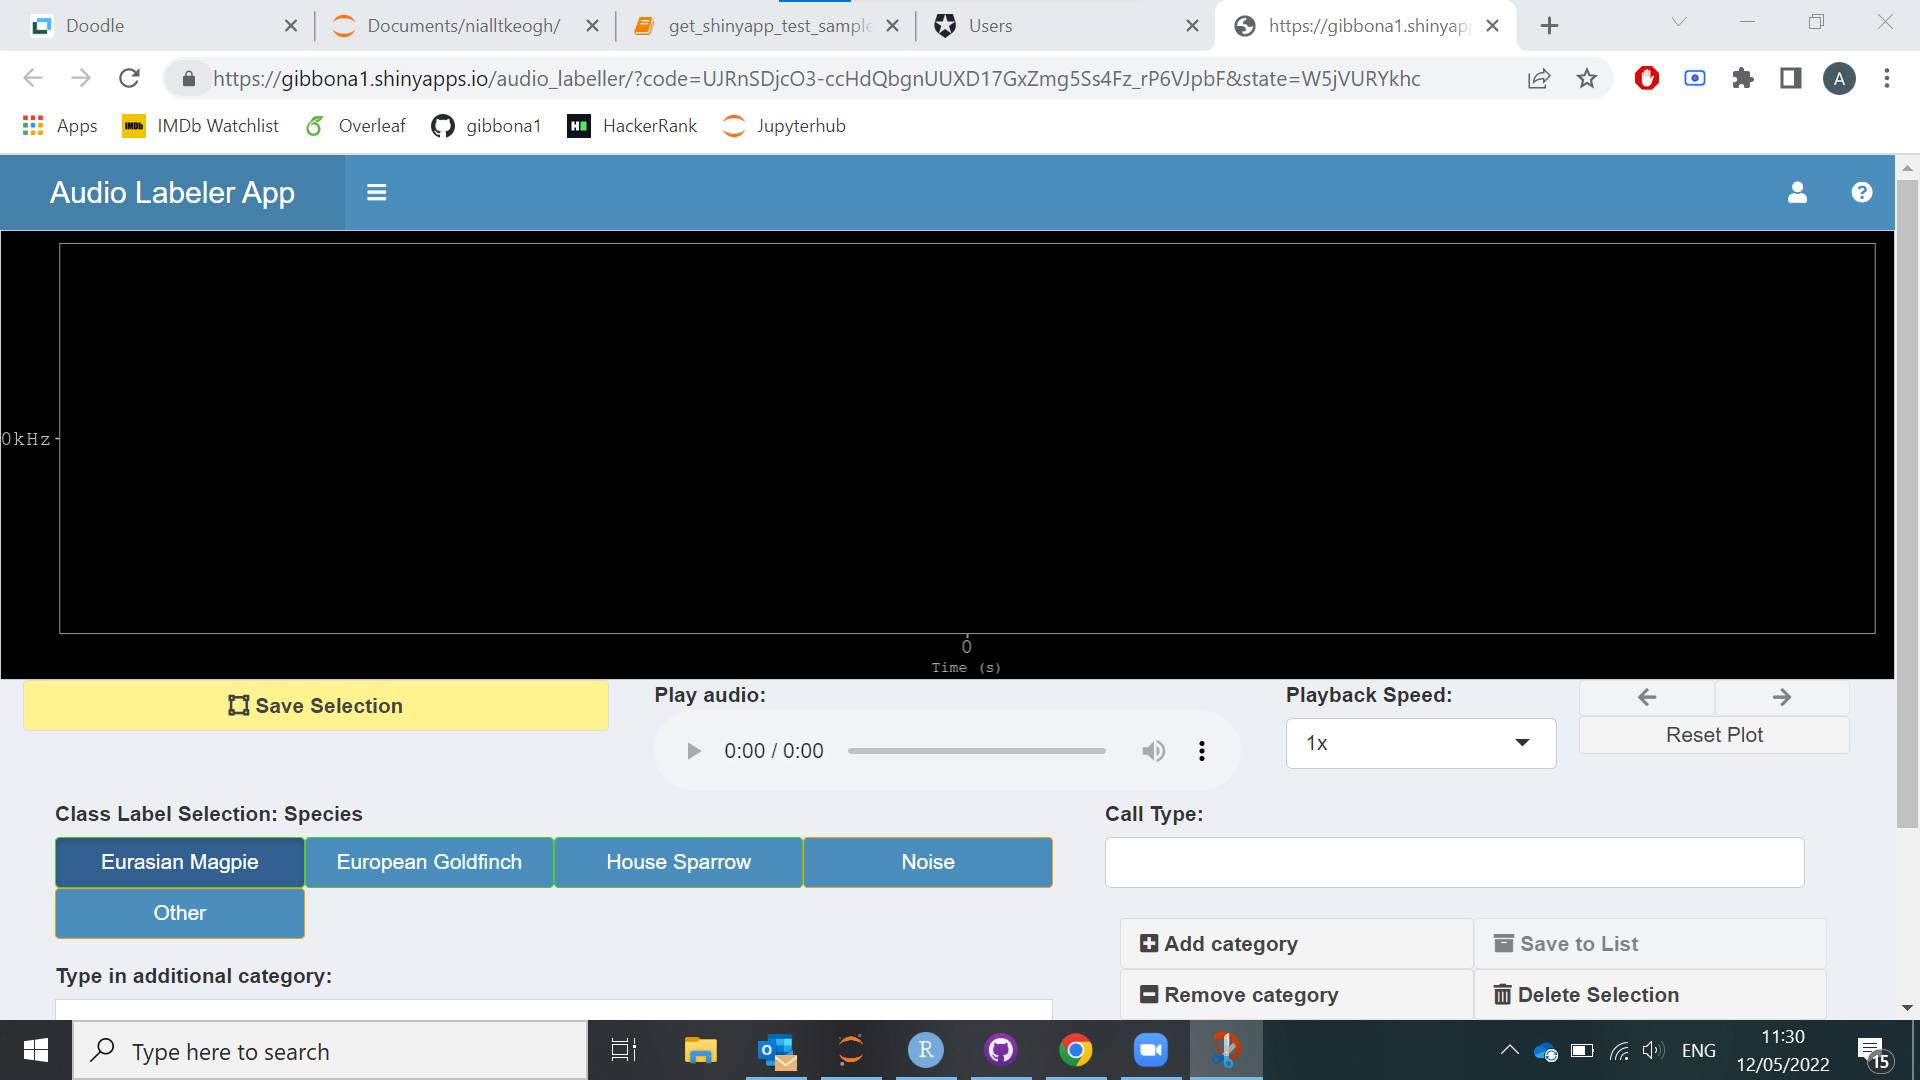 Doodle
Documents/nialltkeogh/
get_shinyapp_test_sample
Users
https://gibbona1.shinyapp
https://gibbona1.shinyapps.io/audio_labeller/?code=UJRnSDjcO3-ccHdQbgnUUXD17GxZmg5Ss4Fz_rP6VJpbF&state=W5jVURYkhc
A
Apps
IMDb
IMDb Watchlist
Overleaf
gibbona1
H
HackerRank
Jupyterhub
Audio Labeler App
0kHz
0
Time (s)
Save Selection
Play audio:
0:00 / 0:00
Playback Speed:
1x
Reset Plot
Class Label Selection: Species
Eurasian Magpie
European Goldfinch
House Sparrow
Noise
Other
Call Type:
Add category
Save to List
Remove category
Delete Selection
Type in additional category:
Type here to search
R
ENG
11:30
12/05/2022
15